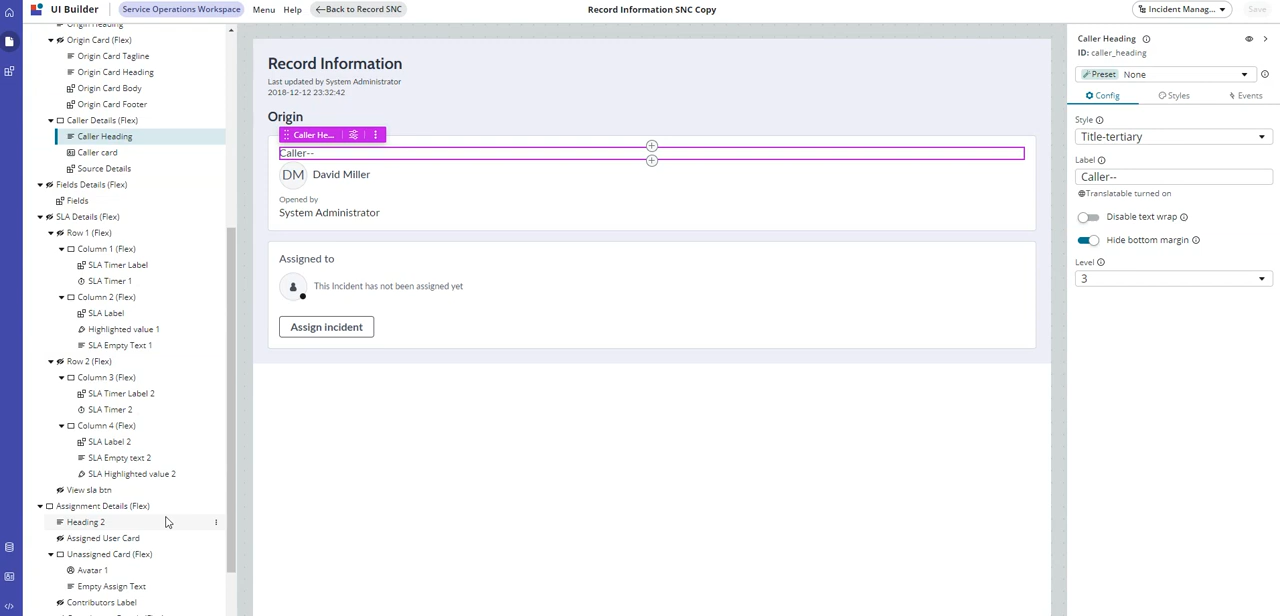 UI Builder
Service Operations Workspace
Menu
Help
Back to Record SNC
Record Information SNC Copy
Incident Manag...
Save
Origin Card (Flex)
Origin Card Tagline
Origin Card Heading
Origin Card Body
Origin Card Footer
Caller Details (Flex)
Caller Heading
Caller card
Source Details
Fields Details (Flex)
Fields
SLA Details (Flex)
Row 1 (Flex)
Column 1 (Flex)
SLA Timer Label
SLA Timer 1
Column 2 (Flex)
SLA Label
Highlighted value 1
SLA Empty Text 1
Row 2 (Flex)
Column 3 (Flex)
SLA Timer Label 2
SLA Timer 2
Column 4 (Flex)
SLA Label 2
SLA Empty text 2
SLA Highlighted value 2
View sla btn
Assignment Details (Flex)
Heading 2
Assigned User Card
Unassigned Card (Flex)
Avatar 1
Empty Assign Text
Contributors Label
Record Information
Last updated by System Administrator
2018-12-12 23:32:42
Origin
Caller He...
Caller--
DM David Miller
Opened by
System Administrator
Assigned to
This Incident has not been assigned yet
Assign incident
Caller Heading
ID: caller_heading
Preset None
Config
Styles
Events
Style
Title-tertiary
Label
Caller--
Translatable turned on
Disable text wrap
Hide bottom margin
Level
3